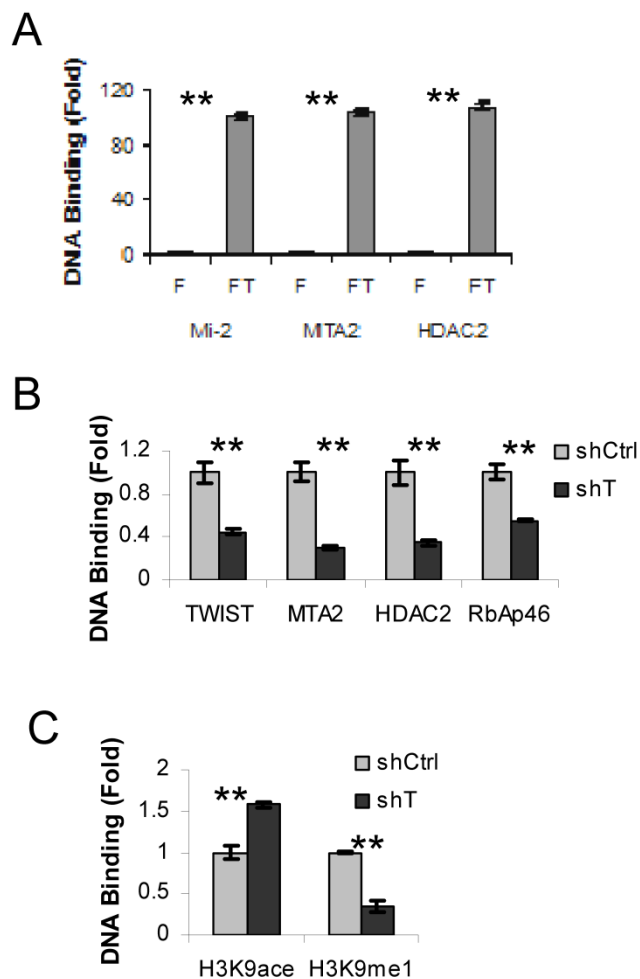 A
DNA Binding (Fold)
120
80
40
0
** ** **
F FT F FT F FT
Mi-2 MITA2 HDAC2
B
DNA Binding (Fold)
1.2
0.8
0.4
0
** ** ** **
shCtrl
shT
TWIST MTA2 HDAC2 RbAp46
C
DNA Binding (Fold)
2
1.5
1
0.5
0
** **
shCtrl
shT
H3K9ace H3K9me1